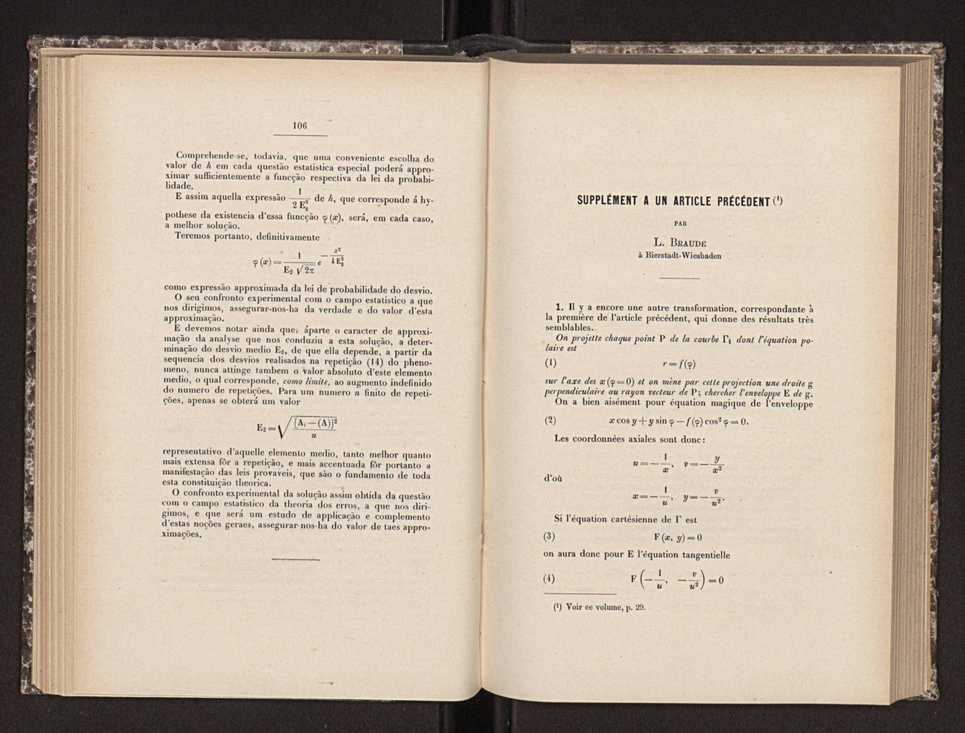 106
Comprehende-se, todavia, que uma conveniente escolha do
valor de h em cada questão estatistica especial poderá appro-
ximar sufficientemente a funcção respectiva da lei da probabi-
lidade.
E assim aquella expressão 1 / 2 E₂² de h, que corresponde á hy-
pothese da existencia d'essa funcção φ (x), será, em cada caso,
a melhor solução.
Teremos portanto, definitivamente
φ (x) = 1 / E₂ √2π e^(− x² / 4 E₂²)
como expressão approximada da lei de probabilidade do desvio.
O seu confronto experimental com o campo estatistico a que
nos dirigimos, assegurar-nos-ha da verdade e do valor d'esta
approximação.
E devemos notar ainda que, áparte o caracter de approxi-
mação da analyse que nos conduziu a esta solução, a deter-
minação do desvio medio E₂, de que ella depende, a partir da
sequencia dos desvios realisados na repetição (14) do pheno-
meno, nunca attinge tambem o valor absoluto d'este elemento
medio, o qual corresponde, como limite, ao augmento indefinido
do numero de repetições. Para um numero n finito de repeti-
ções, apenas se obterá um valor
E₂ = √( [Aᵢ — (A)]² / n )
representativo d'aquelle elemento medio, tanto melhor quanto
mais extensa fôr a repetição, e mais accentuada fôr portanto a
manifestação das leis provaveis, que são o fundamento de toda
esta constituição theorica.
O confronto experimental da solução assim obtida da questão
com o campo estatistico da theoria dos erros, a que nos diri-
gimos, e que será um estudo de applicação e complemento
d'estas noções geraes, assegurar-nos-ha do valor de taes appro-
ximações.
SUPPLÉMENT A UN ARTICLE PRÉCÉDENT (¹)
PAR
L. BRAUDE
à Bierstadt-Wiesbaden
1. Il y a encore une autre transformation, correspondante à
la première de l'article précédent, qui donne des résultats très
semblables.
On projette chaque point P de la courbe Γ₁ dont l'équation po-
laire est
(1) r = f(φ)
sur l'axe des x (φ = 0) et on mène par cette projection une droite g
perpendiculaire au rayon vecteur de P; chercher l'enveloppe E de g.
On a bien aisément pour équation magique de l'enveloppe
(2) x cos y + y sin φ — f(φ) cos² φ = 0.
Les coordonnées axiales sont donc:
u = — 1/x, v = — y/x²
d'où
x = — 1/u, y = — v/u².
Si l'équation cartésienne de Γ est
(3) F (x, y) = 0
on aura donc pour E l'équation tangentielle
(4) F (— 1/u, — v/u²) = 0
(¹) Voir ce volume, p. 29.